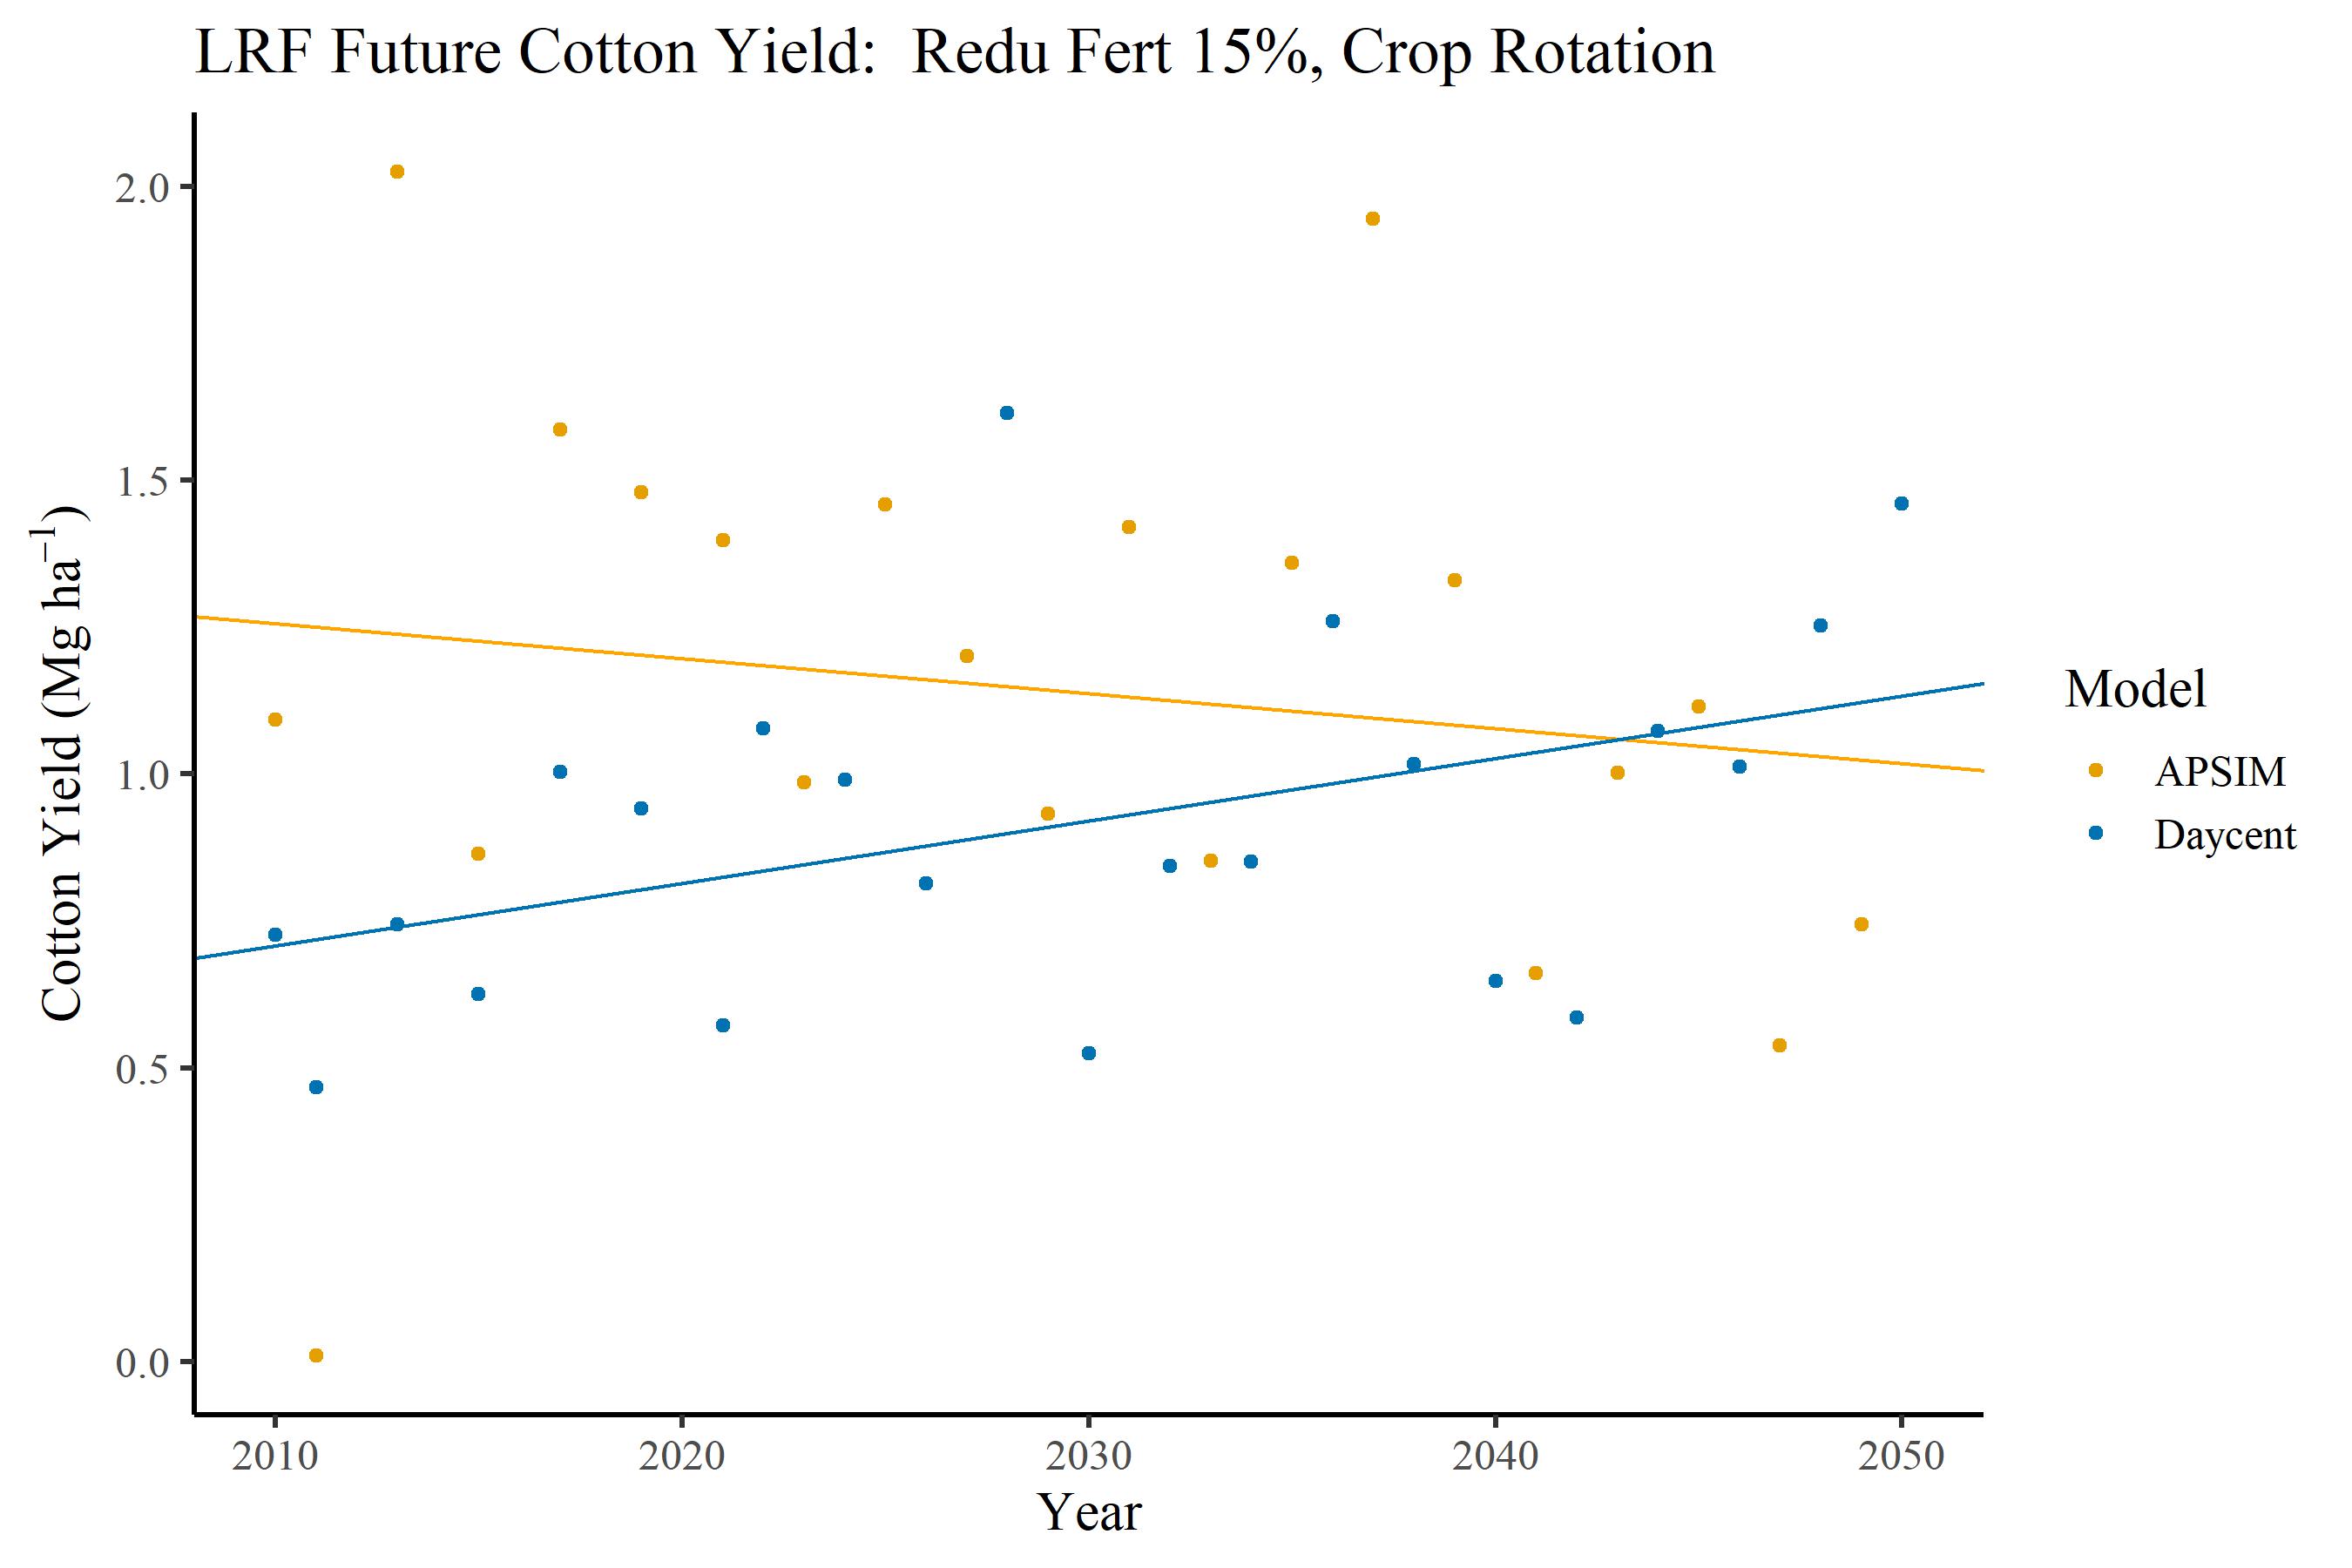 LRF Future Cotton Yield:  Redu Fert 15%, Crop Rotation
Cotton Yield (Mg ha⁻¹)
2.0
1.5
1.0
0.5
0.0
2010 2020 2030 2040 2050
Year
Model
APSIM
Daycent